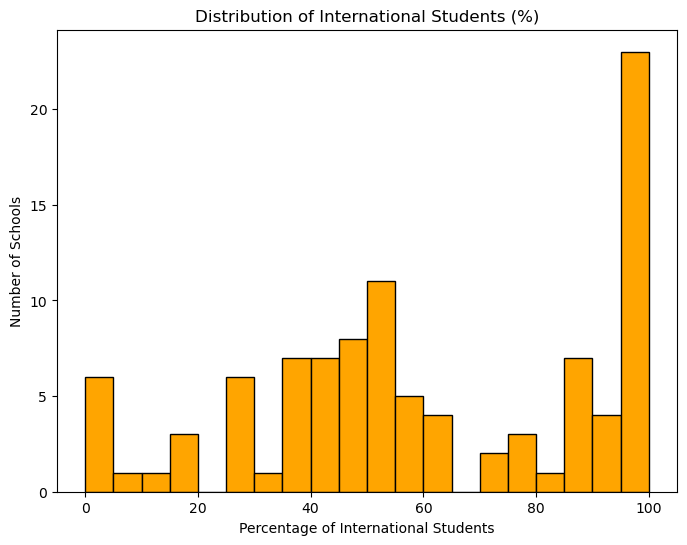 Distribution of International Students (%)
Number of Schools
20
15
10
5
0
0 20 40 60 80 100
Percentage of International Students